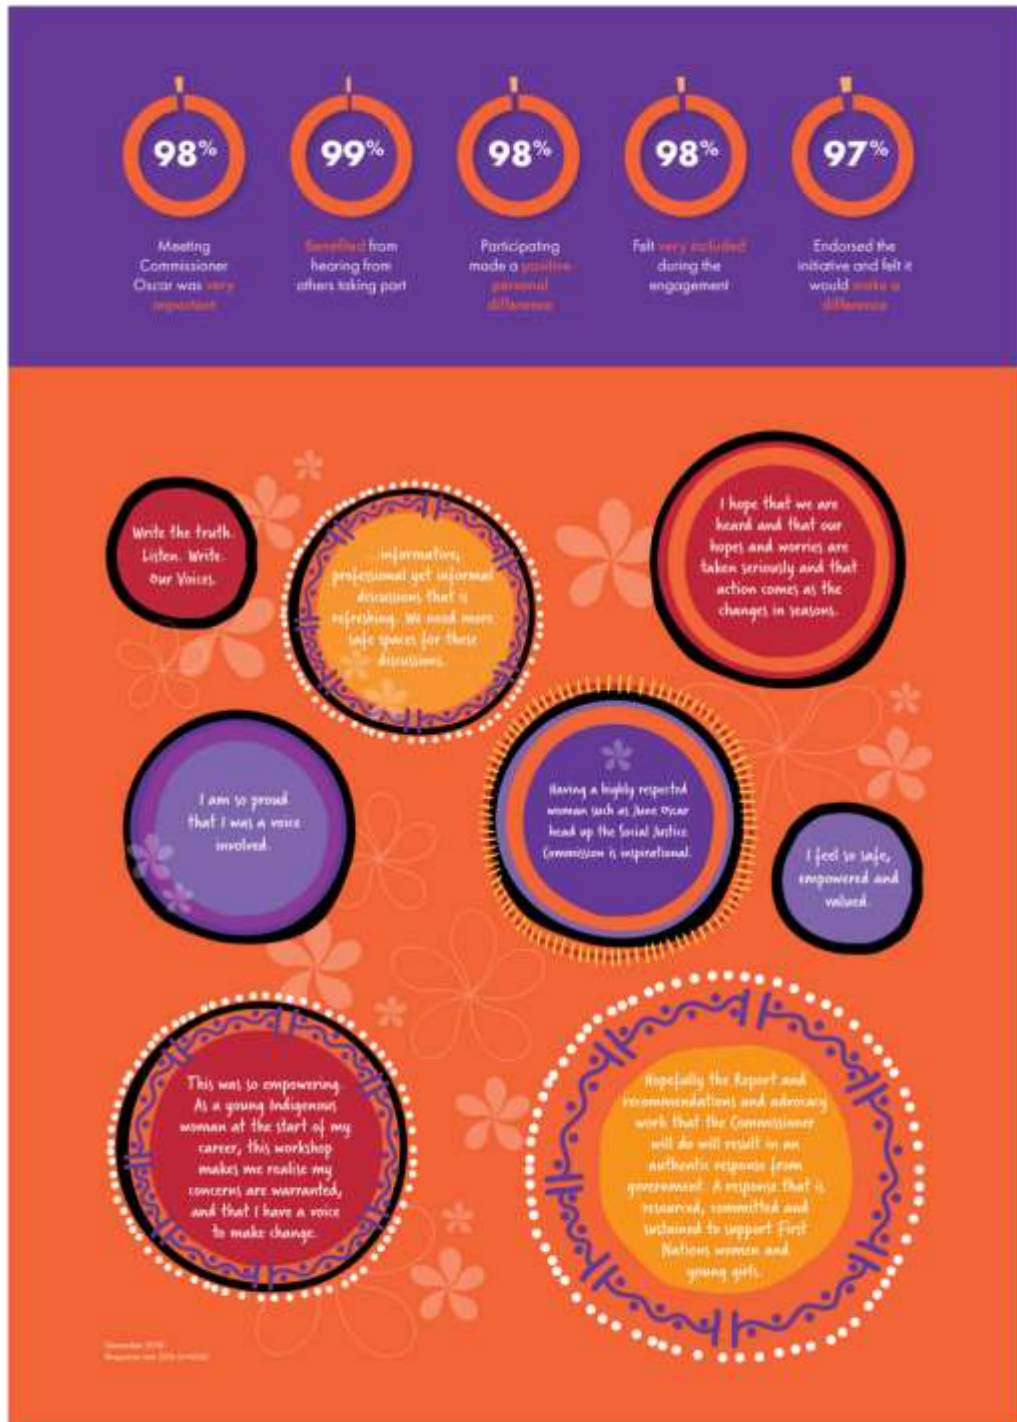 98%
Meeting
Commissioner
Oscar was very
important
99%
Benefited from
hearing from
others taking part
98%
Participating
made a positive
personal
difference
98%
Felt very included
during the
engagement
97%
Endorsed the
initiative and felt it
would make a
difference
Write the truth.
Listen. Write.
Our Voices.
...informative,
professional yet informal
discussions that is
refreshing. We need more
safe spaces for these
discussions.
I hope that we are
heard and that our
hopes and worries are
taken seriously and that
action comes as the
changes in seasons.
I am so proud
that I was a voice
involved.
Having a highly respected
woman such as June Oscar
head up the Social Justice
Commission is inspirational.
I feel so safe,
empowered and
valued.
This was so empowering.
As a young Indigenous
woman at the start of my
career, this workshop
makes me realise my
concerns are warranted,
and that I have a voice
to make change.
Hopefully the Report and
recommendations and advocacy
work that the Commissioner
will do will result in an
authentic response from
government. A response that is
resourced, committed and
sustained to support First
Nations women and
young girls.